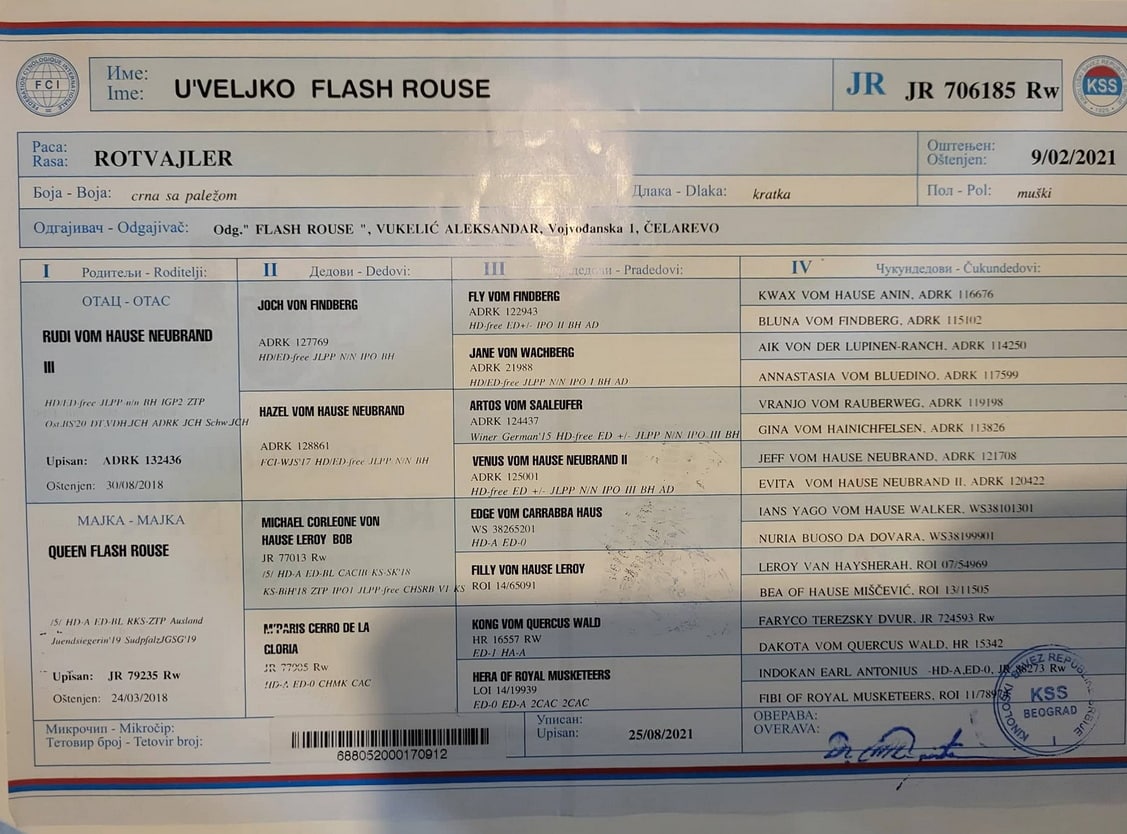 FCI
Име:
Ime:
U'VELJKO FLASH ROUSE
JR
JR 706185 Rw
KSS
Раса:
Rasa:
ROTVAJLER
Оштењен:
Oštenjen:
9/02/2021
Боја - Boja:
crna sa paležom
Длака - Dlaka:
kratka
Пол - Pol:
muški
Одгајивач - Odgajivač:
Odg." FLASH ROUSE ", VUKELIĆ ALEKSANDAR, Vojvođanska 1, ČELAREVO
I Родитељи - Roditelji:
II Дедови - Dedovi:
III - Pradedovi:
IV Чукундедови - Čukundedovi:
ОТАЦ - OTAC
RUDI VOM HAUSE NEUBRAND
III
HD/ED-free JLPP n/n BH IGP2 ZTP
Ost.JJS'20 DT.VDH.JCH ADRK JCH Schw.JCH
Upisan: ADRK 132436
Oštenjen: 30/08/2018
МАЈКА - MAJKA
QUEEN FLASH ROUSE
/5/ HD-A ED-BL RKS-ZTP Ausland
Juendsiegerin'19 SudpfalzJGSG'19
Upisan: JR 79235 Rw
Oštenjen: 24/03/2018
JOCH VON FINDBERG
ADRK 127769
HD/ED-free JLPP N/N IPO BH
HAZEL VOM HAUSE NEUBRAND
ADRK 128861
FCI-WJS'17 HD/ED-free JLPP N/N BH
MICHAEL CORLEONE VON
HAUSE LEROY BOB
JR 77013 Rw
/5/ HD-A ED-BL CACIB KS-SK'18
KS-BiH'18 ZTP IPO1 JLPP-free CHSRB V1 KS
M'PARIS CERRO DE LA
GLORIA
JR 77905 Rw
HD-A ED-0 CHMK CAC
FLY VOM FINDBERG
ADRK 122943
HD-free ED+/- IPO II BH AD
JANE VON WACHBERG
ADRK 21988
HD/ED-free JLPP N/N IPO I BH AD
ARTOS VOM SAALEUFER
ADRK 124437
Winer German'15 HD-free ED +/- JLPP N/N IPO III BH
VENUS VOM HAUSE NEUBRAND II
ADRK 125001
HD-free ED +/- JLPP N/N IPO III BH AD
EDGE VOM CARRABBA HAUS
WS 38265201
HD-A ED-0
FILLY VON HAUSE LEROY
ROI 14/65091
KONG VOM QUERCUS WALD
HR 16557 RW
ED-1 HA-A
HERA OF ROYAL MUSKETEERS
LOI 14/19939
ED-0 ED-A 2CAC 2CAC
KWAX VOM HAUSE ANIN, ADRK 116676
BLUNA VOM FINDBERG, ADRK 115102
AIK VON DER LUPINEN-RANCH, ADRK 114250
ANNASTASIA VOM BLUEDINO, ADRK 117599
VRANJO VOM RAUBERWEG, ADRK 119198
GINA VOM HAINICHFELSEN, ADRK 113826
JEFF VOM HAUSE NEUBRAND, ADRK 121708
EVITA VOM HAUSE NEUBRAND II, ADRK 120422
IANS YAGO VOM HAUSE WALKER, WS38101301
NURIA BUOSO DA DOVARA, WS38199901
LEROY VAN HAYSHERAH, ROI 07/54969
BEA OF HAUSE MIŠČEVIĆ, ROI 13/11505
FARYCO TEREZSKY DVUR, JR 724593 Rw
DAKOTA VOM QUERCUS WALD, HR 15342
INDOKAN EARL ANTONIUS -HD-A,ED-0, Rw
FIBI OF ROYAL MUSKETEERS, ROI
Микрочип - Mikročip:
Тетовир број - Tetovir broj:
688052000170912
Уписан:
Upisan:
25/08/2021
ОВЕРАВА:
OVERAVA:
KSS
BEOGRAD
I